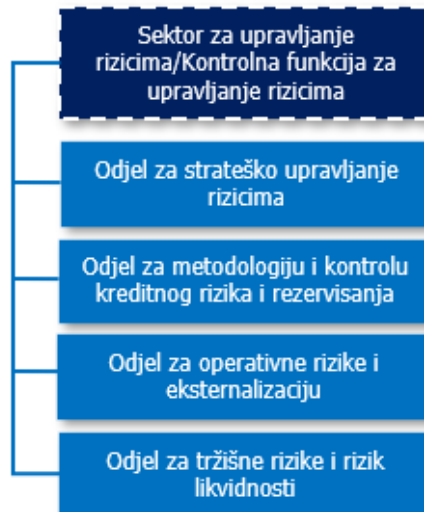 Sektor za upravljanje
rizicima/Kontrolna funkcija za
upravljanje rizicima
Odjel za strateško upravljanje
rizicima
Odjel za metodologiju i kontrolu
kreditnog rizika i rezervisanja
Odjel za operativne rizike i
eksternalizaciju
Odjel za tržišne rizike i rizik
likvidnosti